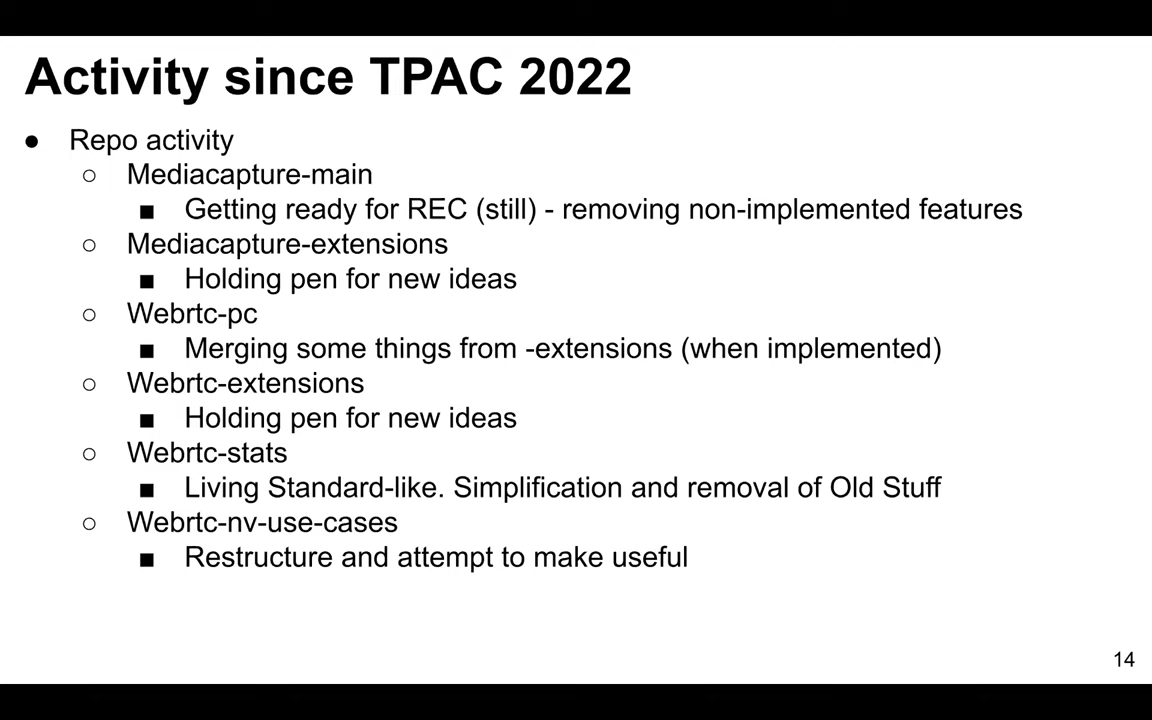 Activity since TPAC 2022
● Repo activity
○ Mediacapture-main
■ Getting ready for REC (still) - removing non-implemented features
○ Mediacapture-extensions
■ Holding pen for new ideas
○ Webrtc-pc
■ Merging some things from -extensions (when implemented)
○ Webrtc-extensions
■ Holding pen for new ideas
○ Webrtc-stats
■ Living Standard-like. Simplification and removal of Old Stuff
○ Webrtc-nv-use-cases
■ Restructure and attempt to make useful
14